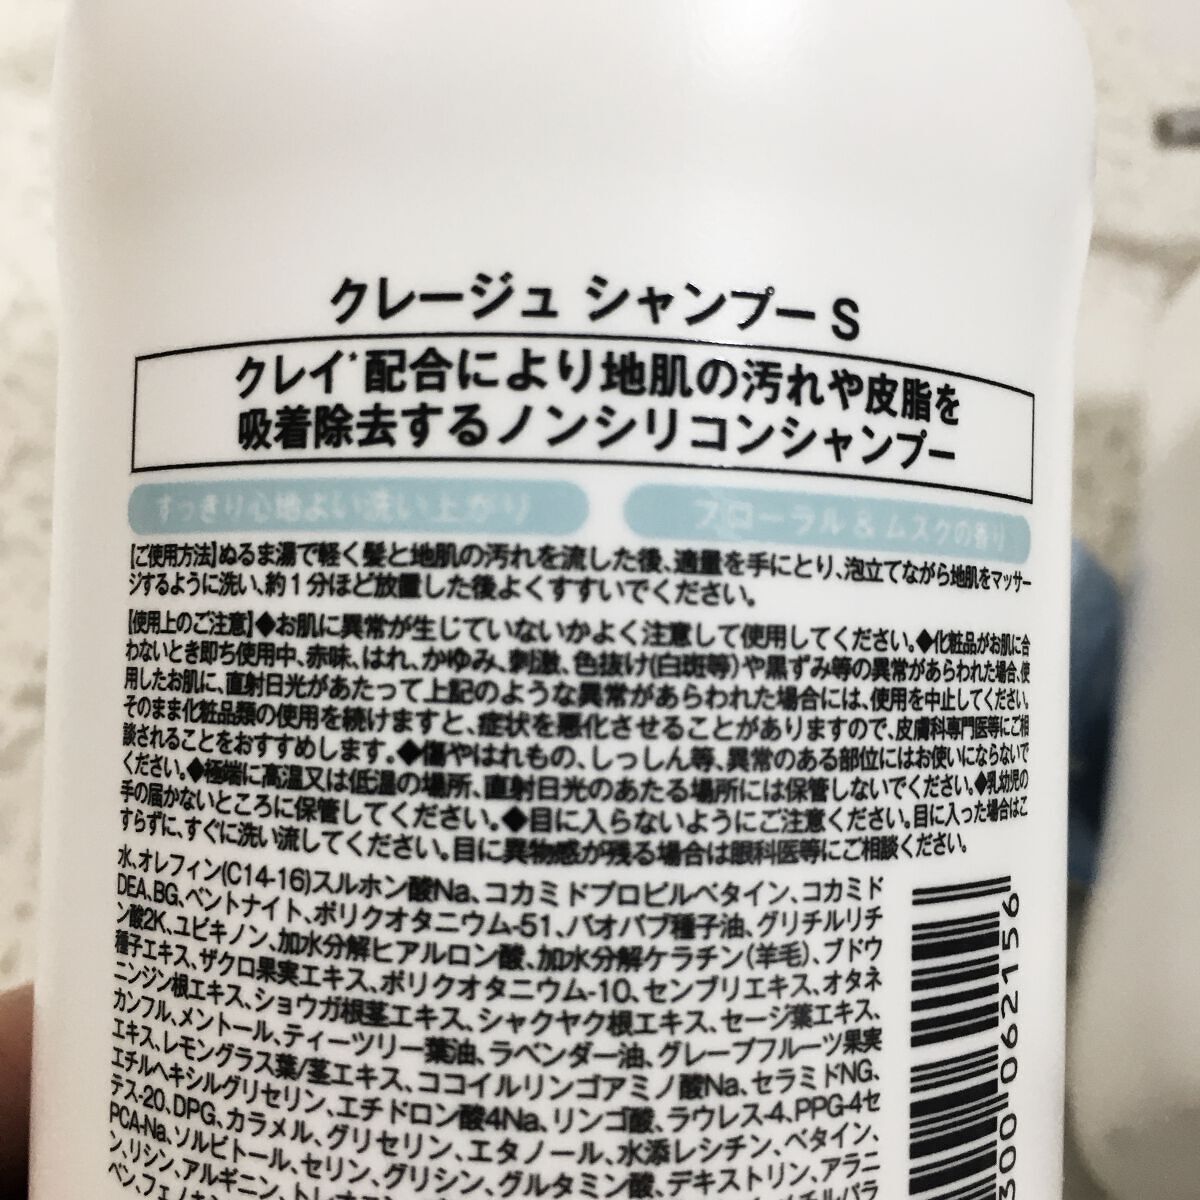 クレージュ シャンプー S
クレイ*配合により地肌の汚れや皮脂を
吸着除去するノンシリコンシャンプー
すっきり心地よい洗い上がり
フローラル&ムスクの香り
【ご使用方法】ぬるま湯で軽く髪と地肌の汚れを流した後、適量を手にとり、泡立てながら地肌をマッサー
ジするように洗い、約1分ほど放置した後よくすすいでください。
【使用上のご注意】◆お肌に異常が生じていないかよく注意して使用してください。◆化粧品がお肌に合
わないとき即ち使用中、赤味、はれ、かゆみ、刺激、色抜け(白斑等)や黒ずみ等の異常があらわれた場合、使
用したお肌に、直射日光があたって上記のような異常があらわれた場合には、使用を中止してください。
そのまま化粧品類の使用を続けますと、症状を悪化させることがありますので、皮膚科専門医等にご相
談されることをおすすめします。◆傷やはれもの、しっしん等、異常のある部位にはお使いにならないで
ください。◆極端に高温又は低温の場所、直射日光のあたる場所には保管しないでください。◆乳幼児の
手の届かないところに保管してください。◆目に入らないようにご注意ください。目に入った場合はこ
すらずに、すぐに洗い流してください。目に異物感が残る場合は眼科医等にご相談ください。
水、オレフィン(C14-16)スルホン酸Na、コカミドプロピルベタイン、コカミド
DEA、BG、ベントナイト、ポリクオタニウム-51、バオバブ種子油、グリチルリチ
ン酸2K、ユビキノン、加水分解ヒアルロン酸、加水分解ケラチン(羊毛)、ブドウ
種子エキス、ザクロ果実エキス、ポリクオタニウム-10、センブリエキス、オタネ
ニンジン根エキス、ショウガ根茎エキス、シャクヤク根エキス、セージ葉エキス、
カンフル、メントール、ティーツリー葉油、ラベンダー油、グレープフルーツ果実
エキス、レモングラス葉/茎エキス、ココイルリンゴアミノ酸Na、セラミドNG、
エチルヘキシルグリセリン、エチドロン酸4Na、リンゴ酸、ラウレス-4、PPG-4セ
テス-20、DPG、カラメル、グリセリン、エタノール、水添レシチン、ベタイン、
PCA-Na、ソルビトール、セリン、グリシン、グルタミン酸、デキストリン、アラニ
ン、リシン、アルギニン、トレオニン、
ベン、フェノキ
300 062156